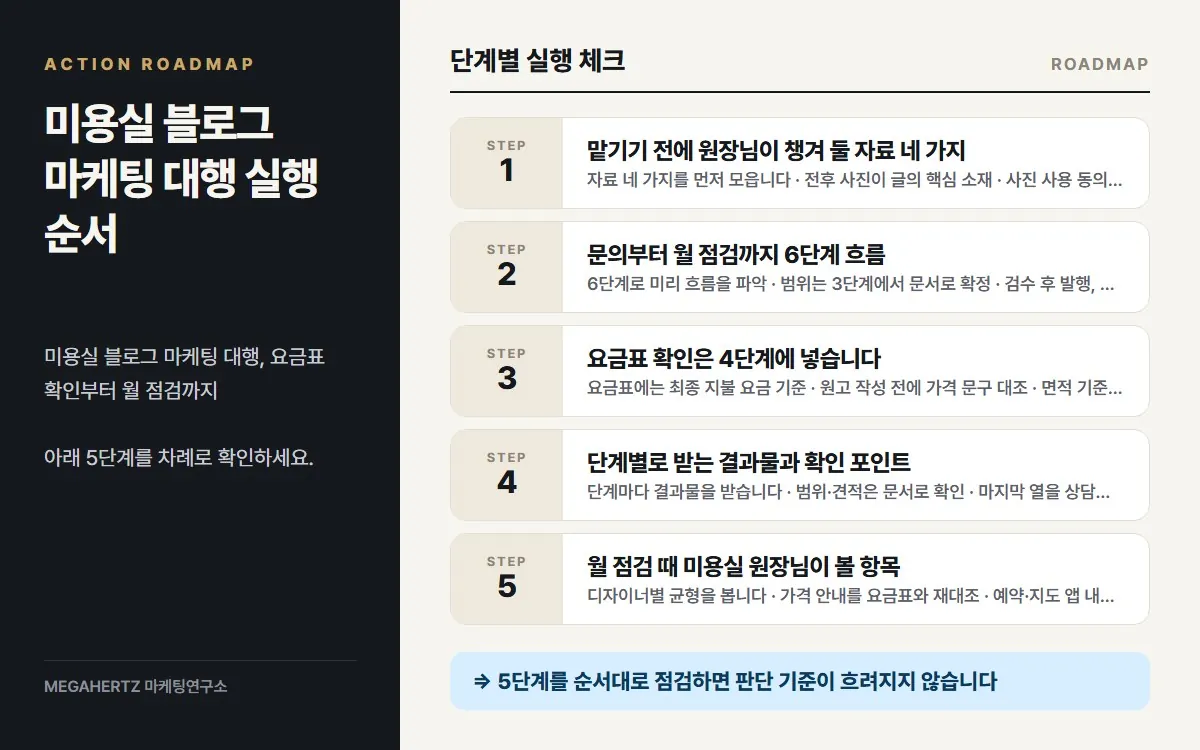 ACTION ROADMAP
미용실 블로그
마케팅 대행 실행
순서
미용실 블로그 마케팅 대행, 요금표
확인부터 월 점검까지
아래 5단계를 차례로 확인하세요.
MEGAHERTZ 마케팅연구소
단계별 실행 체크
ROADMAP
STEP
1
맡기기 전에 원장님이 챙겨 둘 자료 네 가지
자료 네 가지를 먼저 모읍니다 · 전후 사진이 글의 핵심 소재 · 사진 사용 동의...
STEP
2
문의부터 월 점검까지 6단계 흐름
6단계로 미리 흐름을 파악 · 범위는 3단계에서 문서로 확정 · 검수 후 발행, ...
STEP
3
요금표 확인은 4단계에 넣습니다
요금표에는 최종 지불 요금 기준 · 원고 작성 전에 가격 문구 대조 · 면적 기준...
STEP
4
단계별로 받는 결과물과 확인 포인트
단계마다 결과물을 받습니다 · 범위·견적은 문서로 확인 · 마지막 열을 상담...
STEP
5
월 점검 때 미용실 원장님이 볼 항목
디자이너별 균형을 봅니다 · 가격 안내를 요금표와 재대조 · 예약·지도 앱 내...
→ 5단계를 순서대로 점검하면 판단 기준이 흐려지지 않습니다